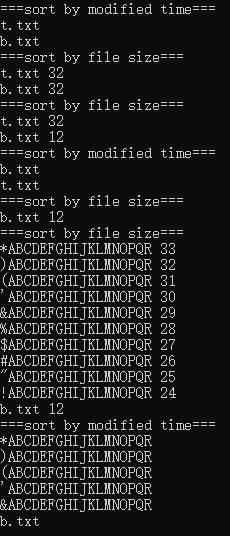 ===sort by modified time===
t.txt
b.txt
===sort by file size===
t.txt 32
b.txt 32
===sort by file size===
t.txt 32
b.txt 12
===sort by modified time===
b.txt
t.txt
===sort by file size===
b.txt 12
===sort by file size===
*ABCDEFGHIJKLMNOPQR 33
)ABCDEFGHIJKLMNOPQR 32
(ABCDEFGHIJKLMNOPQR 31
'ABCDEFGHIJKLMNOPQR 30
&ABCDEFGHIJKLMNOPQR 29
%ABCDEFGHIJKLMNOPQR 28
$ABCDEFGHIJKLMNOPQR 27
#ABCDEFGHIJKLMNOPQR 26
"ABCDEFGHIJKLMNOPQR 25
!ABCDEFGHIJKLMNOPQR 24
b.txt 12
===sort by modified time===
*ABCDEFGHIJKLMNOPQR
)ABCDEFGHIJKLMNOPQR
(ABCDEFGHIJKLMNOPQR
'ABCDEFGHIJKLMNOPQR
&ABCDEFGHIJKLMNOPQR
b.txt